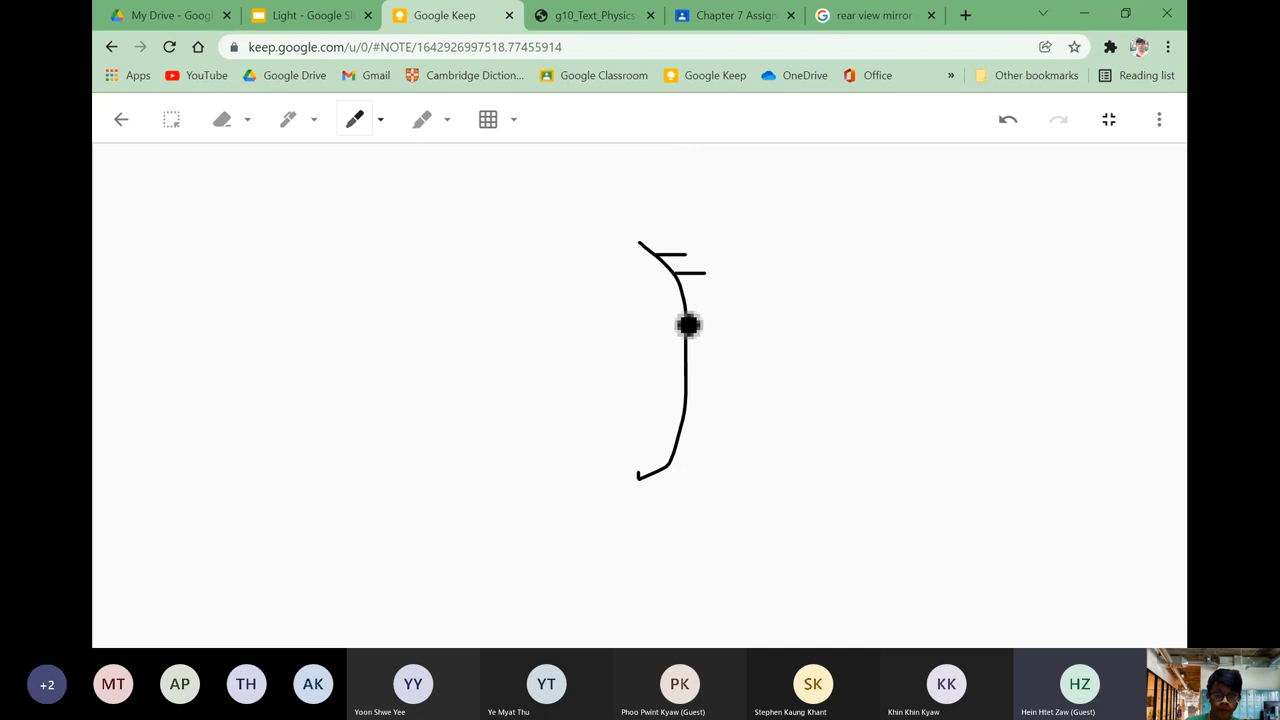 My Drive - Googl
Light - Google Sli
Google Keep
g10_Text_Physics
Chapter 7 Assign
rear view mirror
keep.google.com/u/0/#NOTE/1642926997518.77455914
Apps
YouTube
Google Drive
Gmail
Cambridge Diction...
Google Classroom
Google Keep
OneDrive
Office
»
Other bookmarks
Reading list
+2
MT
AP
TH
AK
YY
YT
PK
SK
KK
HZ
Yoon Shwe Yee
Ye Myat Thu
Phoo Pwint Kyaw (Guest)
Stephen Kaung Khant
Khin Khin Kyaw
Hein Htet Zaw (Guest)